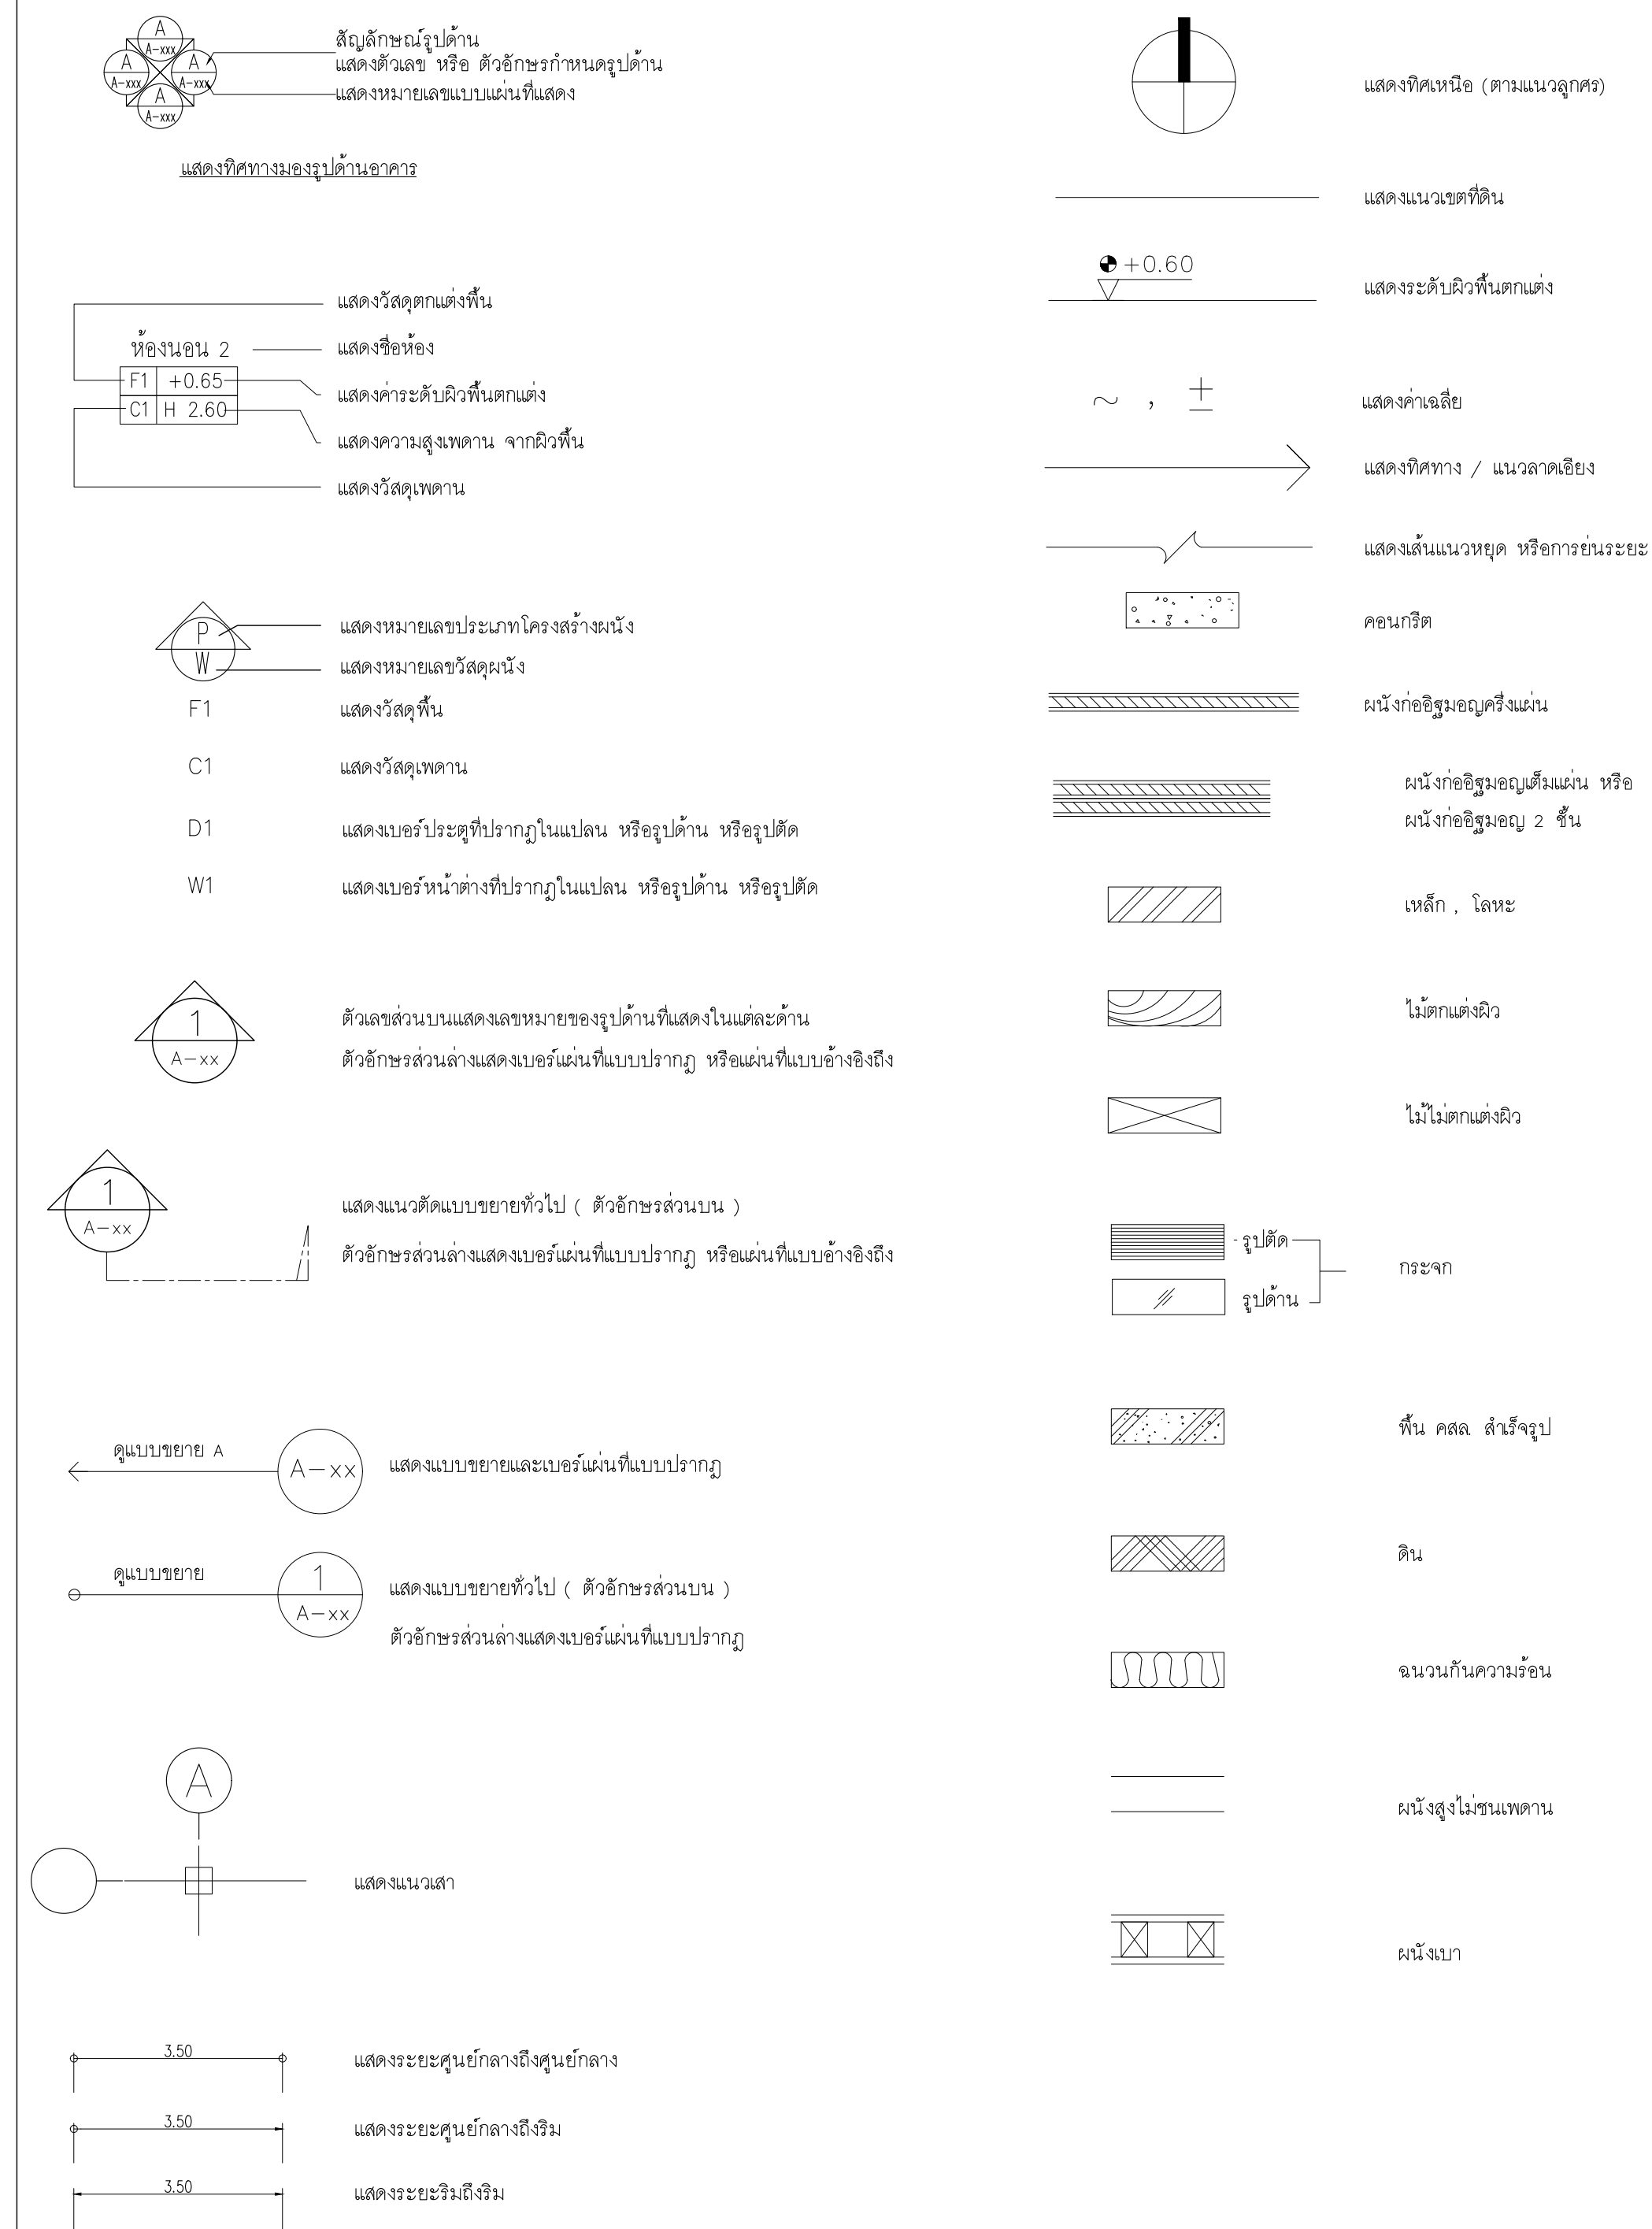 A
A-xxx
A
A-xxx
A
A-xxx
A
A-xxx
สัญลักษณ์รูปด้าน
แสดงตัวเลข หรือ ตัวอักษรกำหนดรูปด้าน
แสดงหมายเลขแบบแผ่นที่แสดง
แสดงทิศทางมองรูปด้านอาคาร
แสดงวัสดุตกแต่งพื้น
ห้องนอน 2
แสดงชื่อห้อง
F1 +0.65
แสดงค่าระดับผิวพื้นตกแต่ง
C1 H 2.60
แสดงความสูงเพดาน จากผิวพื้น
แสดงวัสดุเพดาน
P
แสดงหมายเลขประเภทโครงสร้างผนัง
W
แสดงหมายเลขวัสดุผนัง
F1 แสดงวัสดุพื้น
C1 แสดงวัสดุเพดาน
D1 แสดงเบอร์ประตูที่ปรากฎในแปลน หรือรูปด้าน หรือรูปตัด
W1 แสดงเบอร์หน้าต่างที่ปรากฎในแปลน หรือรูปด้าน หรือรูปตัด
1
A-xx
ตัวเลขส่วนบนแสดงเลขหมายของรูปด้านที่แสดงในแต่ละด้าน
ตัวอักษรส่วนล่างแสดงเบอร์แผ่นที่แบบปรากฎ หรือแผ่นที่แบบอ้างอิงถึง
1
A-xx
แสดงแนวตัดแบบขยายทั่วไป ( ตัวอักษรส่วนบน )
ตัวอักษรส่วนล่างแสดงเบอร์แผ่นที่แบบปรากฎ หรือแผ่นที่แบบอ้างอิงถึง
ดูแบบขยาย A
A-xx
แสดงแบบขยายและเบอร์แผ่นที่แบบปรากฎ
ดูแบบขยาย
1
A-xx
แสดงแบบขยายทั่วไป ( ตัวอักษรส่วนบน )
ตัวอักษรส่วนล่างแสดงเบอร์แผ่นที่แบบปรากฎ
A
แสดงแนวเสา
3.50
แสดงระยะศูนย์กลางถึงศูนย์กลาง
3.50
แสดงระยะศูนย์กลางถึงริม
3.50
แสดงระยะริมถึงริม
แสดงทิศเหนือ (ตามแนวลูกศร)
แสดงแนวเขตที่ดิน
+0.60
แสดงระดับผิวพื้นตกแต่ง
~ , ±
แสดงค่าเฉลี่ย
แสดงทิศทาง / แนวลาดเอียง
แสดงเส้นแนวหยุด หรือการย่นระยะ
คอนกรีต
ผนังก่ออิฐมอญครึ่งแผ่น
ผนังก่ออิฐมอญเต็มแผ่น หรือ
ผนังก่ออิฐมอญ 2 ชั้น
เหล็ก , โลหะ
ไม้ตกแต่งผิว
ไม้ไม่ตกแต่งผิว
รูปตัด
กระจก
รูปด้าน
พื้น คสล. สำเร็จรูป
ดิน
ฉนวนกันความร้อน
ผนังสูงไม่ชนเพดาน
ผนังเบา